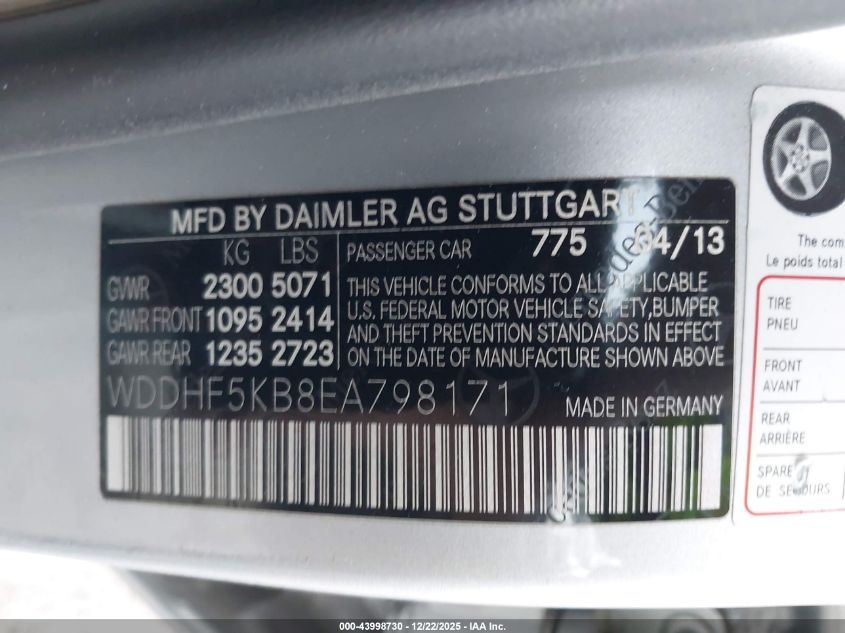 MFD BY DAIMLER AG STUTTGART
KG LBS
GVWR 2300 5071
GAWR FRONT 1095 2414
GAWR REAR 1235 2723
PASSENGER CAR 775 04/13
THIS VEHICLE CONFORMS TO ALL APPLICABLE
U.S. FEDERAL MOTOR VEHICLE SAFETY,BUMPER
AND THEFT PREVENTION STANDARDS IN EFFECT
ON THE DATE OF MANUFACTURE SHOWN ABOVE
WDDHF5KB8EA798171
MADE IN GERMANY
The com
Le poids total
TIRE
PNEU
FRONT
AVANT
REAR
ARRIÈRE
SPARE
DE SECOURS
000-43998730 - 12/22/2025 - IAA Inc.